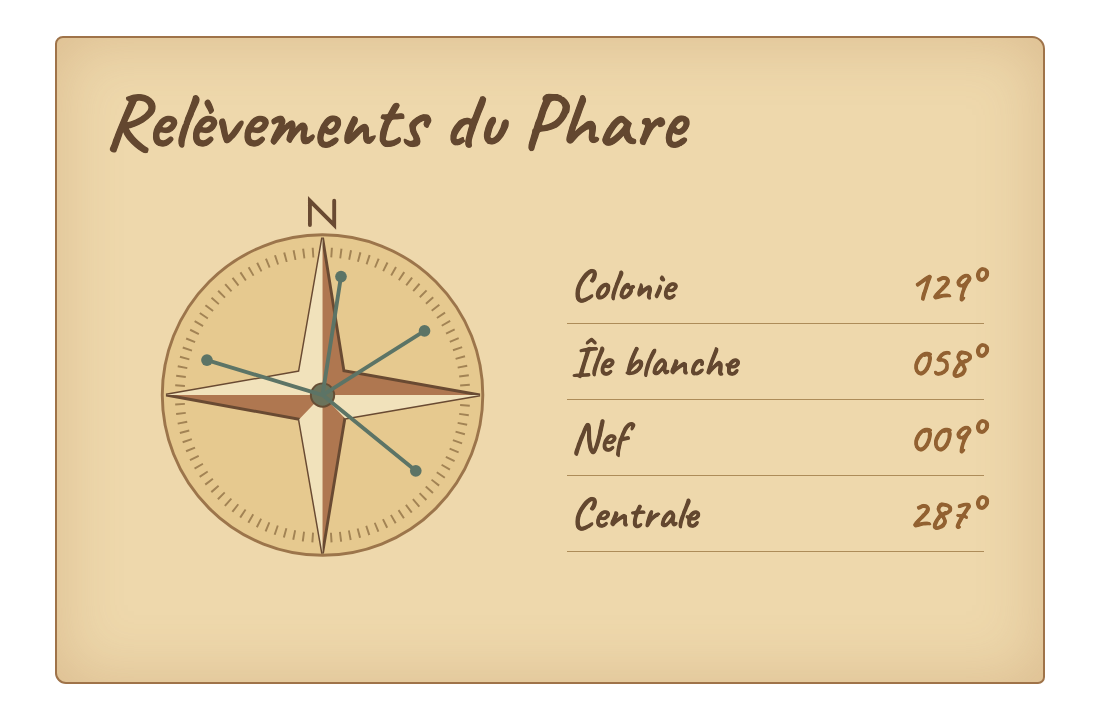 Relèvements du Phare
N
Colonie 129°
Île blanche 058°
Nef 009°
Centrale 287°